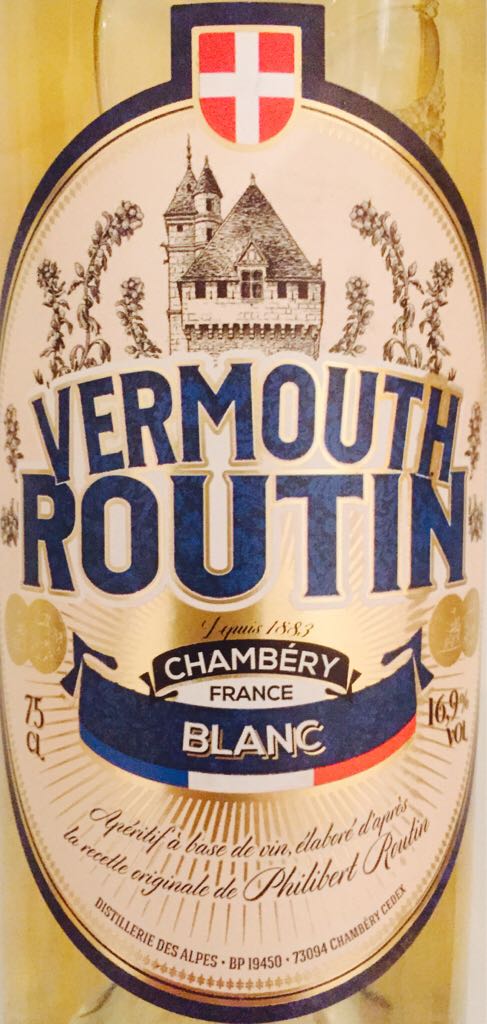 VERMOUTH
ROUTIN
Depuis 1883
CHAMBÉRY
FRANCE
BLANC
75
CL.
16,9%
VOL
Apéritif à base de vin, élaboré d'après
la recette originale de Philibert Routin
DISTILLERIE DES ALPES • BP 19450 • 73094 CHAMBÉRY CEDEX